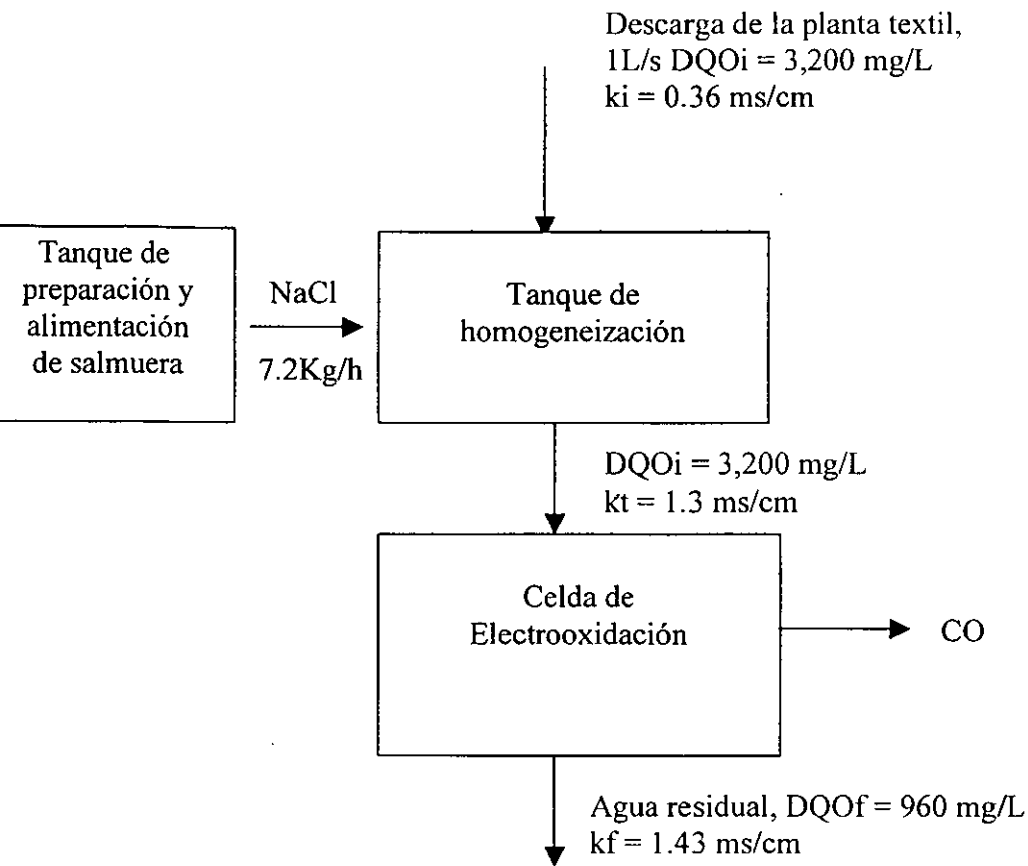 Descarga de la planta textil,
1L/s DQOi = 3,200 mg/L
ki = 0.36 ms/cm
Tanque de
preparación y
alimentación
de salmuera
NaCl
7.2Kg/h
Tanque de
homogeneización
DQOi = 3,200 mg/L
kt = 1.3 ms/cm
Celda de
Electrooxidación
CO
Agua residual, DQOf = 960 mg/L
kf = 1.43 ms/cm